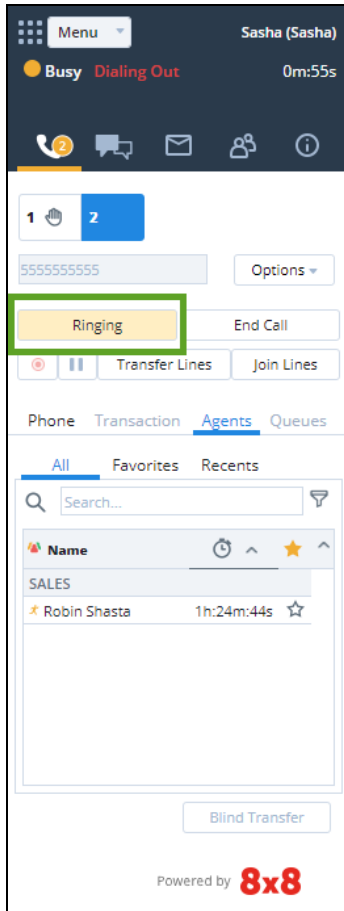 Menu Sasha (Sasha)
Busy Dialing Out 0m:55s
2
1 2
5555555555 Options
Ringing End Call
Transfer Lines Join Lines
Phone Transaction Agents Queues
All Favorites Recents
Search...
Name
SALES
Robin Shasta 1h:24m:44s
Blind Transfer
Powered by 8x8